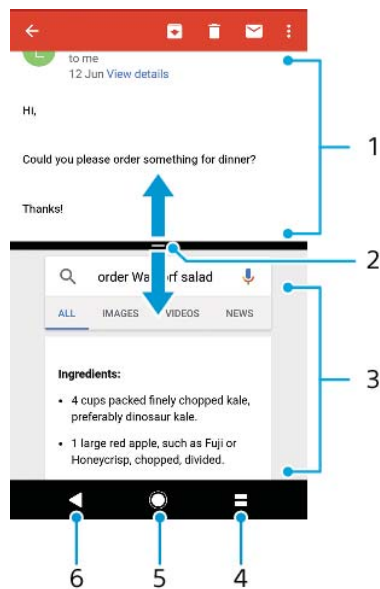 to me
12 Jun View details
Hi,
Could you please order something for dinner?
Thanks!
order Wa rf salad
ALL IMAGES VIDEOS NEWS
Ingredients:
• 4 cups packed finely chopped kale,
preferably dinosaur kale.
• 1 large red apple, such as Fuji or
Honeycrisp, chopped, divided.
1
2
3
6 5 4